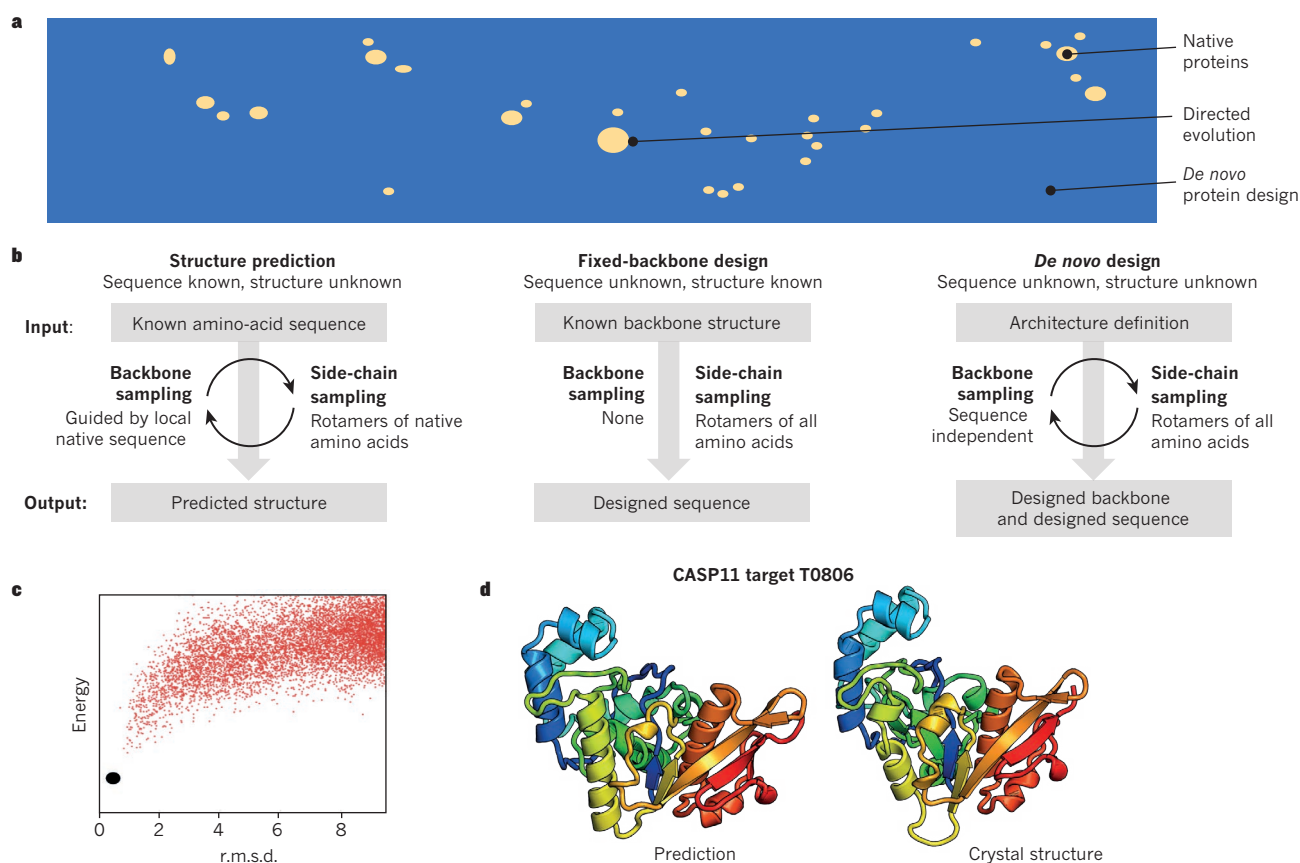 a
Native
proteins
Directed
evolution
De novo
protein design
b
Structure prediction
Sequence known, structure unknown
Input:
Known amino-acid sequence
Backbone
sampling
Guided by local
native sequence
Side-chain
sampling
Rotamers of native
amino acids
Output:
Predicted structure
Fixed-backbone design
Sequence unknown, structure known
Known backbone structure
Backbone
sampling
None
Side-chain
sampling
Rotamers of all
amino acids
Designed sequence
De novo design
Sequence unknown, structure unknown
Architecture definition
Backbone
sampling
Sequence
independent
Side-chain
sampling
Rotamers of all
amino acids
Designed backbone
and designed sequence
c
Energy
0 2 4 6 8
r.m.s.d.
d
CASP11 target T0806
Prediction
Crystal structure